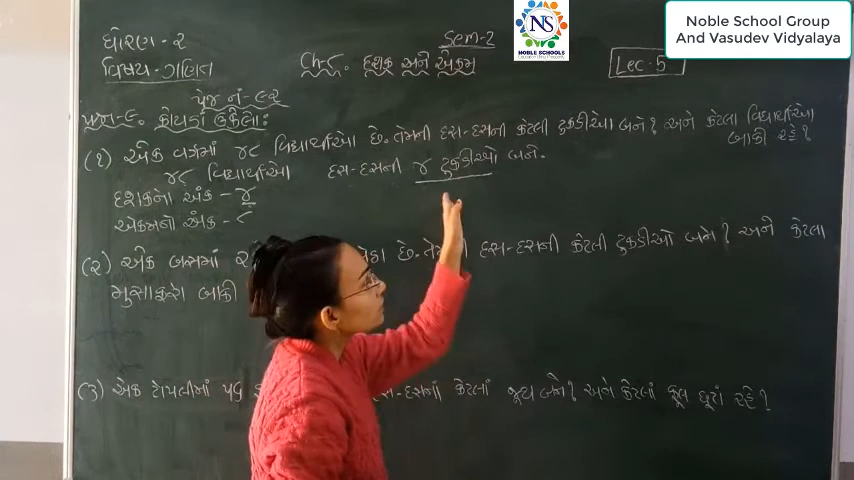 Noble School Group
And Vasudev Vidyalaya
NS
NOBLE SCHOOLS
ધોરણ - ૨
Sem-2
વિષય - ગણિત
Ch-૮. દશક અને એકમ
Lec-5
પેજ નં-૯૨
પ્રશ્ન-૯. કોયડા ઉકેલો:
(૧) એક વર્ગમાં ૪૮ વિદ્યાર્થીઓ છે. તેમની દસ-દસની કેટલી ટુકડીઓ બને? અને કેટલા વિદ્યાર્થીઓ
બાકી રહે?
૪૮ વિદ્યાર્થીઓ દસ-દસની ૪ ટુકડીઓ બને.
દશકનો અંક - ૪
એકમનો અંક - ૮
(૨) એક બસમાં છે. દસ-દસની કેટલી ટુકડીઓ બને? અને કેટલા
મુસાફરો બાકી
(૩) એક ટોપલીમાં ૫૬ દસ-દસનાં કેટલાં જૂથ બને? અને કેટલાં ફૂલ છૂટાં રહે?